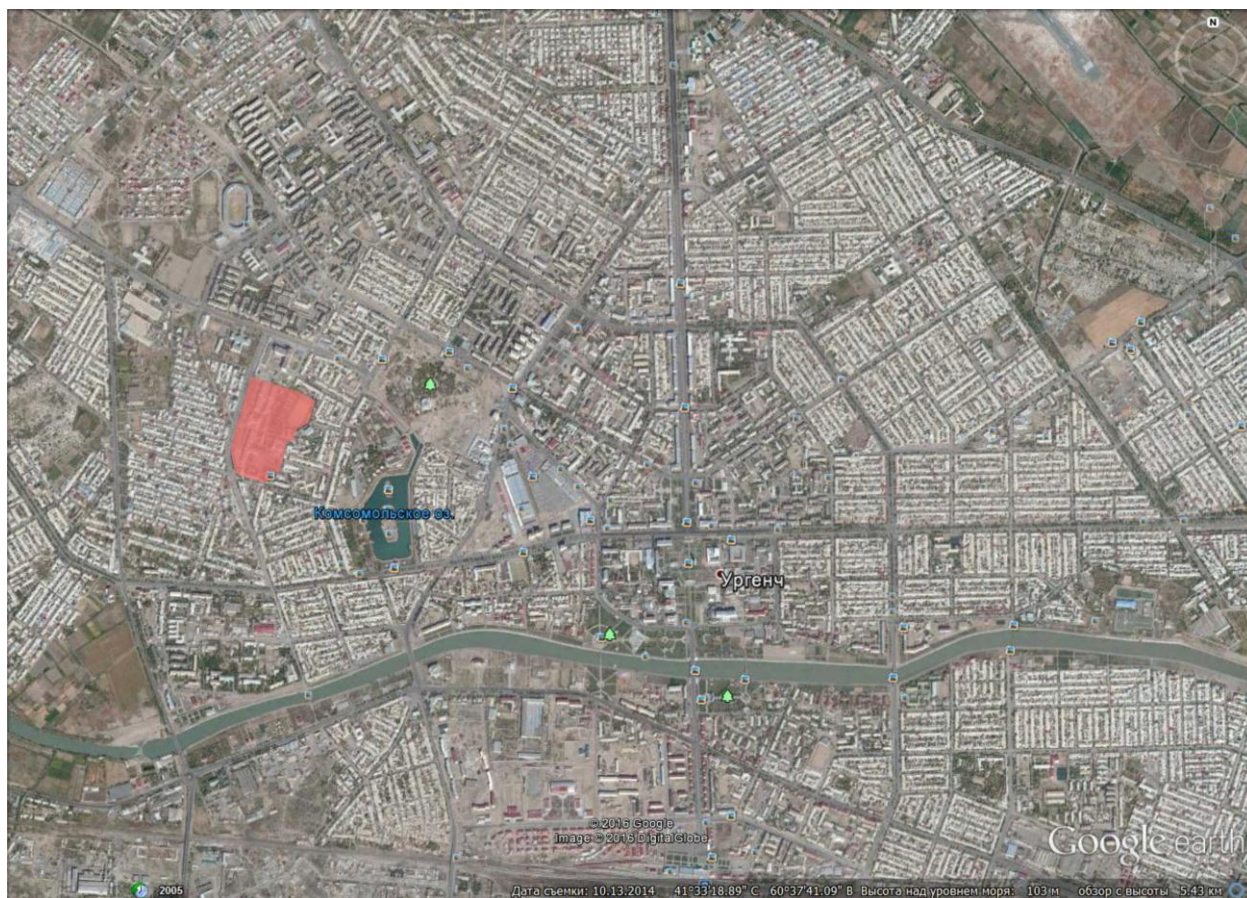 N
Комсомольское оз.
Ургенч
© 2016 Google
Image © 2016 DigitalGlobe
Google earth
2005
Дата съемки: 10.13.2014 41°33'18.89" С 60°37'41.09" В Высота над уровнем моря: 103 м обзор с высоты 5.43 км